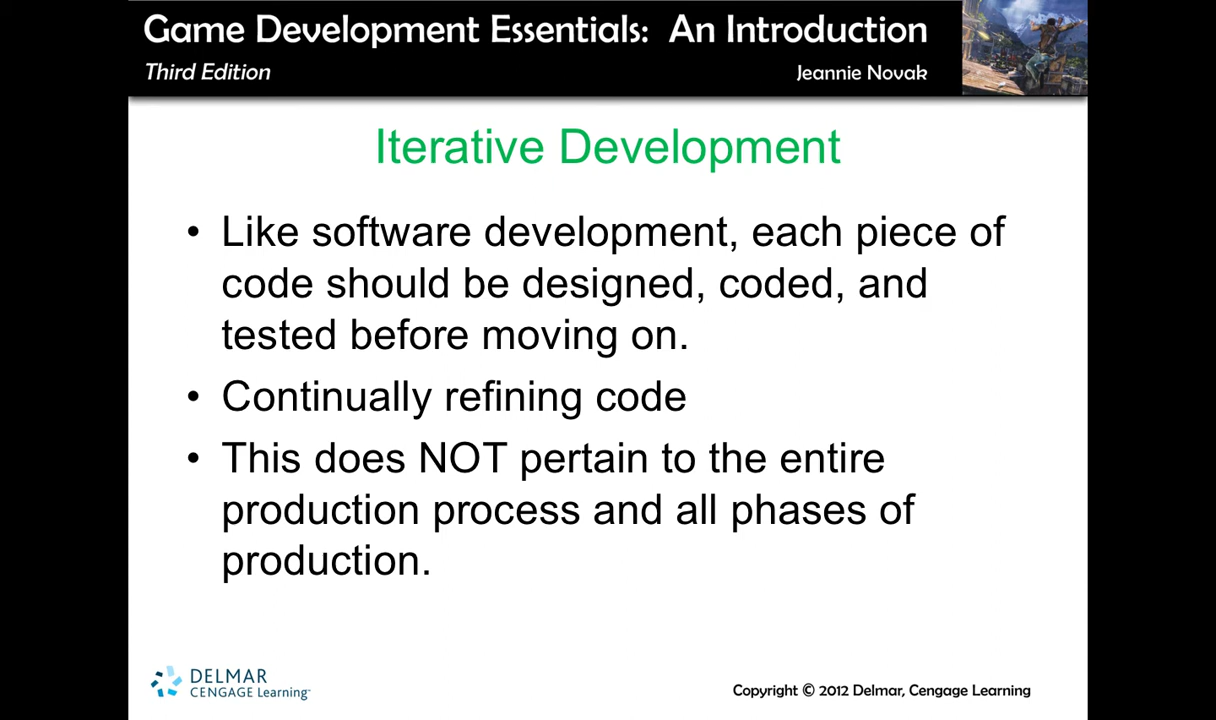 Game Development Essentials: An Introduction
Third Edition
Jeannie Novak
Iterative Development
• Like software development, each piece of
code should be designed, coded, and
tested before moving on.
• Continually refining code
• This does NOT pertain to the entire
production process and all phases of
production.
DELMAR
CENGAGE Learning™
Copyright © 2012 Delmar, Cengage Learning